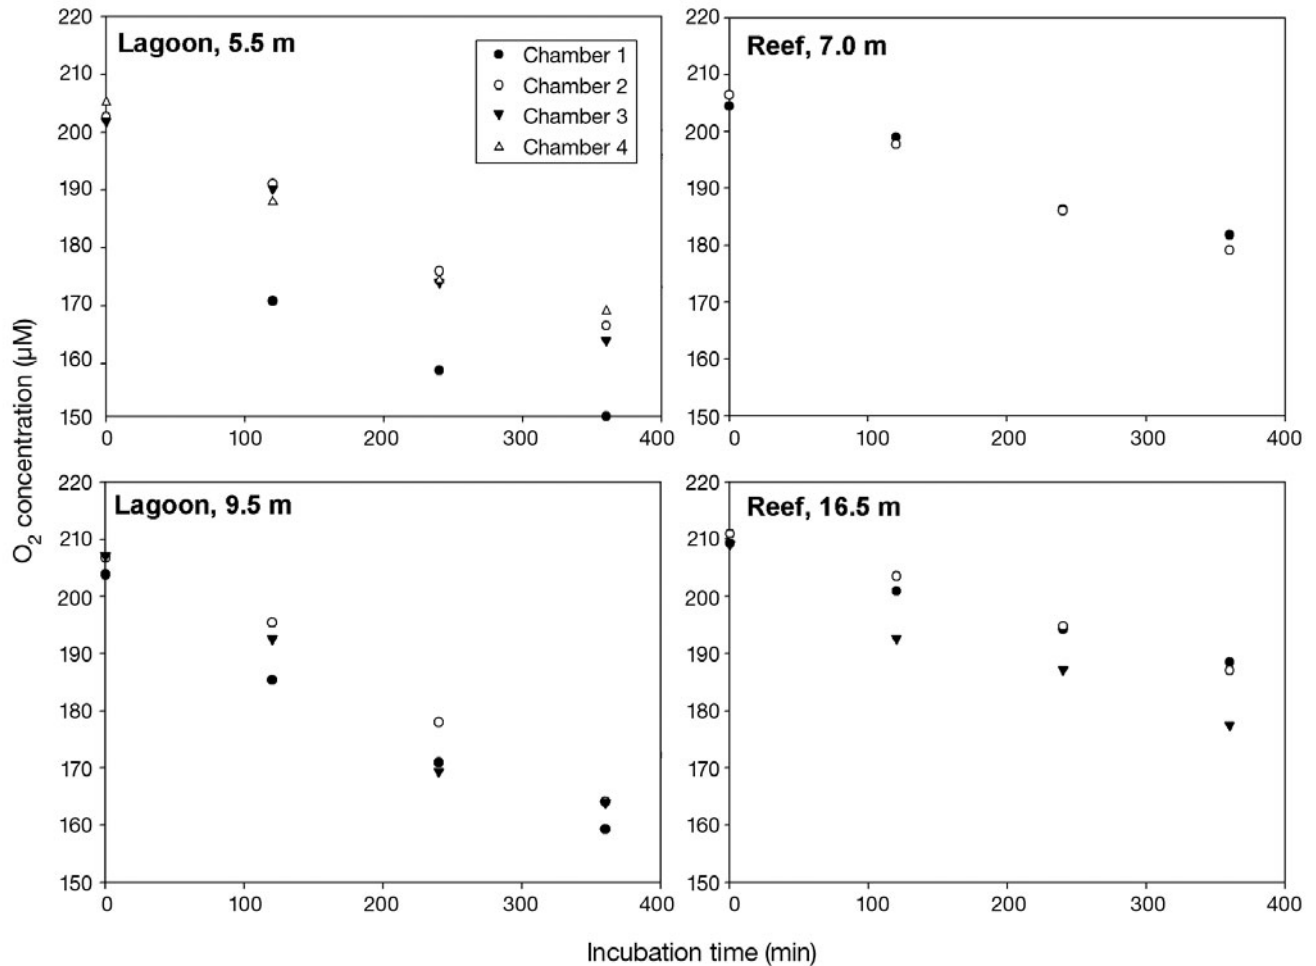 Lagoon, 5.5 m
Chamber 1
Chamber 2
Chamber 3
Chamber 4
220
210
200
190
180
170
160
150
0 100 200 300 400
Reef, 7.0 m
220
210
200
190
180
170
160
150
0 100 200 300 400
Lagoon, 9.5 m
220
210
200
190
180
170
160
150
0 100 200 300 400
Reef, 16.5 m
220
210
200
190
180
170
160
150
0 100 200 300 400
O2 concentration (µM)
Incubation time (min)